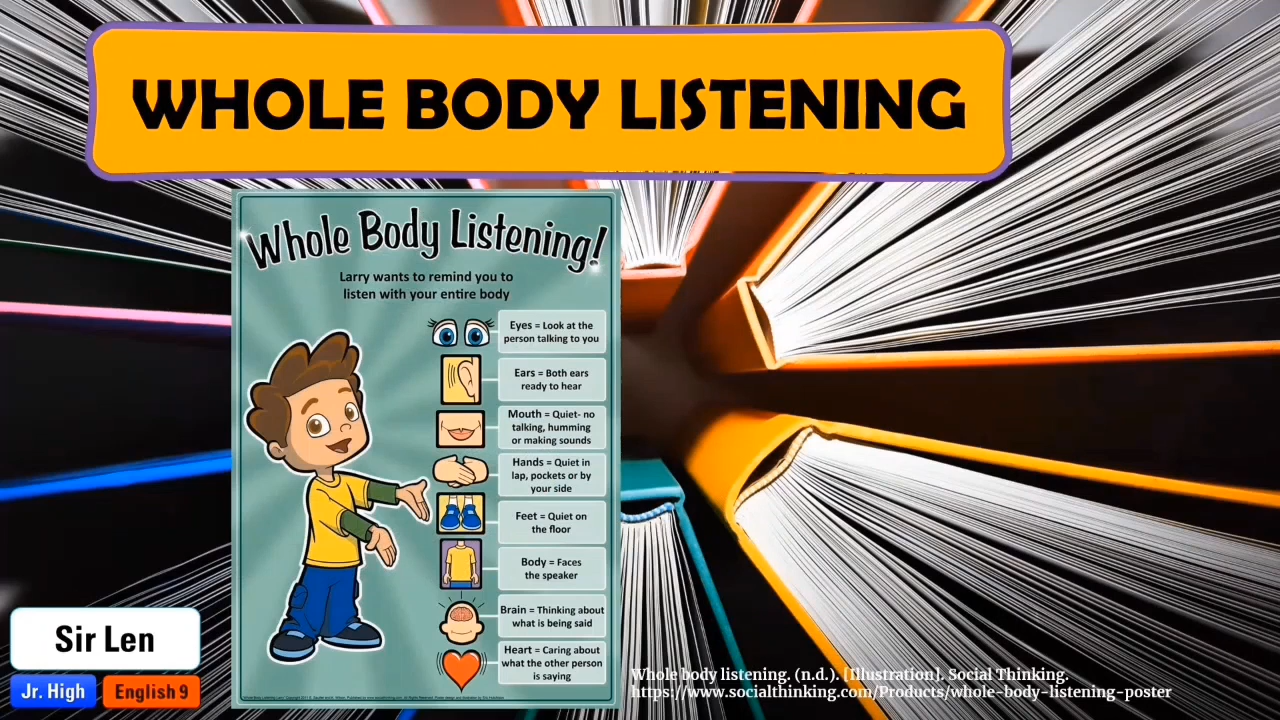 WHOLE BODY LISTENING
Whole Body Listening!
Larry wants to remind you to
listen with your entire body
Eyes = Look at the
person talking to you
Ears = Both ears
ready to hear
Mouth = Quiet- no
talking, humming
or making sounds
Hands = Quiet in
lap, pockets or by
your side
Feet = Quiet on
the floor
Body = Faces
the speaker
Brain = Thinking about
what is being said
Heart = Caring about
what the other person
is saying
Sir Len
Jr. High
English 9
Whole body listening. (n.d.). [Illustration]. Social Thinking.
https://www.socialthinking.com/Products/whole-body-listening-poster